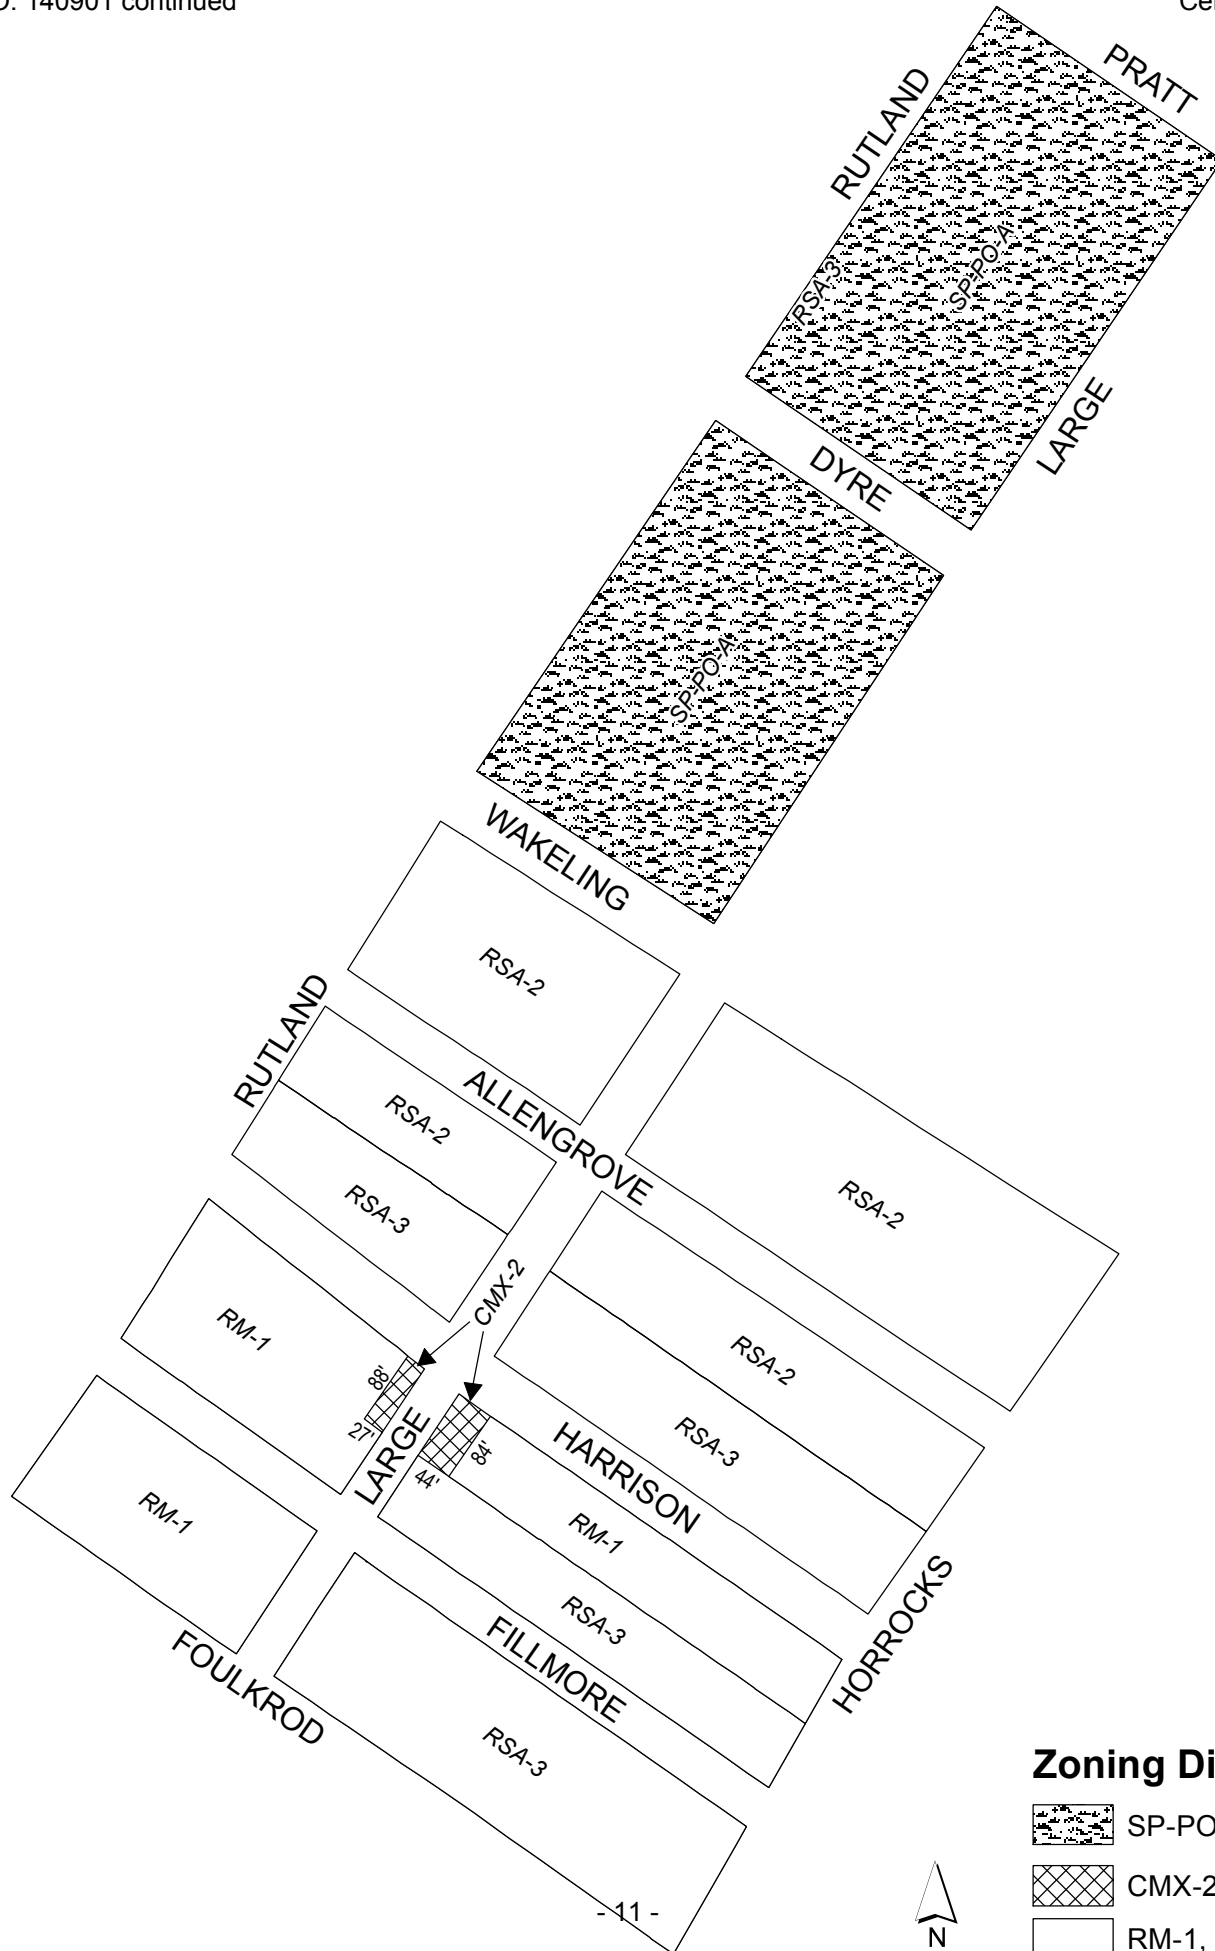 140901 continued
PRATT
RUTLAND
RSA-3
SP-PO-A
LARGE
DYRE
SP-PO-A
WAKELING
RSA-2
RUTLAND
ALLENGROVE
RSA-2
RSA-2
RSA-3
CMX-2
RM-1
88'
27'
LARGE
84'
44'
RSA-2
RSA-3
HARRISON
RM-1
RM-1
RSA-3
HORROCKS
FILLMORE
FOULKROD
RSA-3
Zoning Di
SP-PO
CMX-2
RM-1,
N
- 11 -